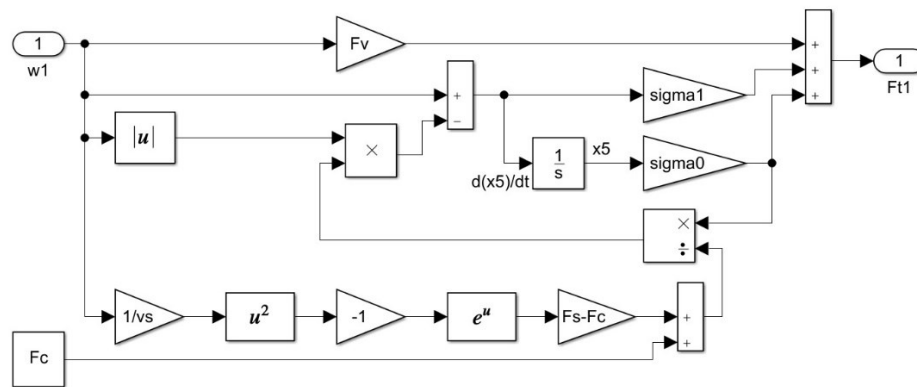 1
w1
Fv
+
+
+
1
Ft1
+
−
sigma1
|u|
×
1
s
x5
d(x5)/dt
sigma0
×
÷
1/vs
u²
-1
eᵘ
Fs-Fc
+
+
Fc